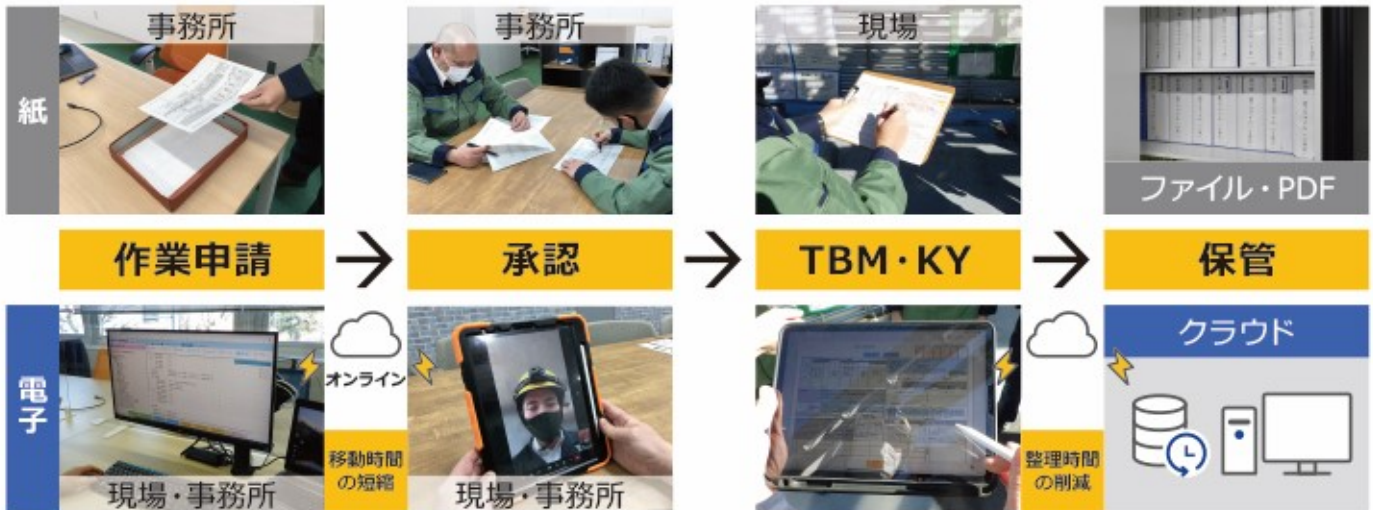 紙
事務所
事務所
現場
ファイル・PDF
作業申請
承認
TBM・KY
保管
電子
オンライン
クラウド
移動時間
の短縮
整理時間
の削減
現場・事務所
現場・事務所